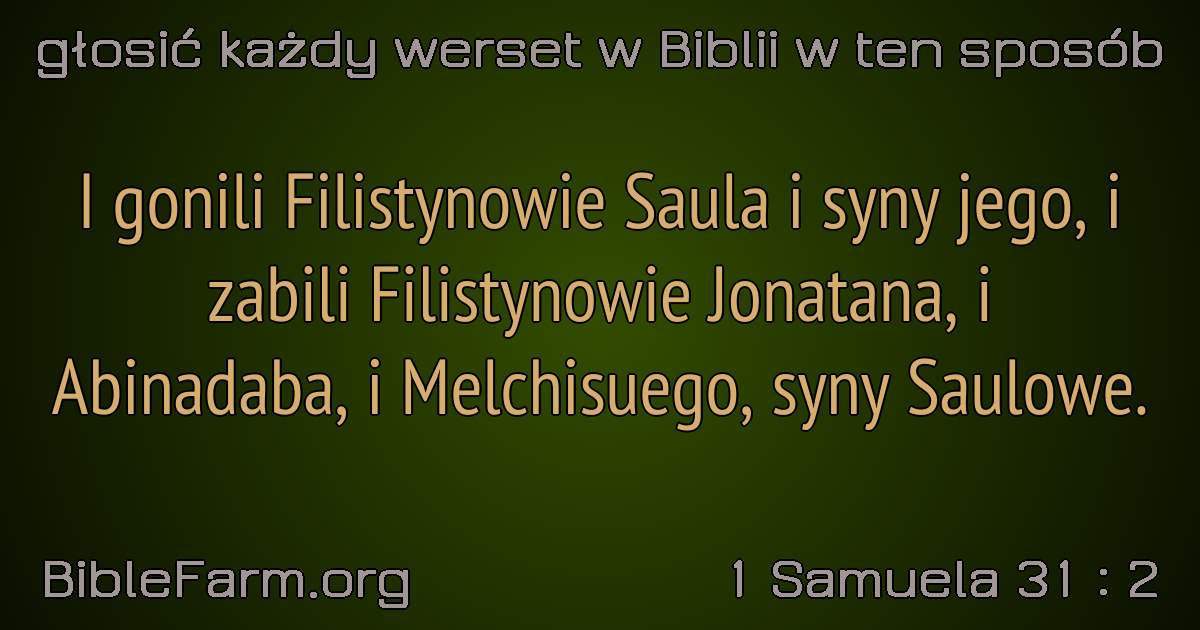 głosić każdy werset w Biblii w ten sposób
I gonili Filistynowie Saula i syny jego, i
zabili Filistynowie Jonatana, i
Abinadaba, i Melchisuego, syny Saulowe.
BibleFarm.org
1 Samuela 31 : 2